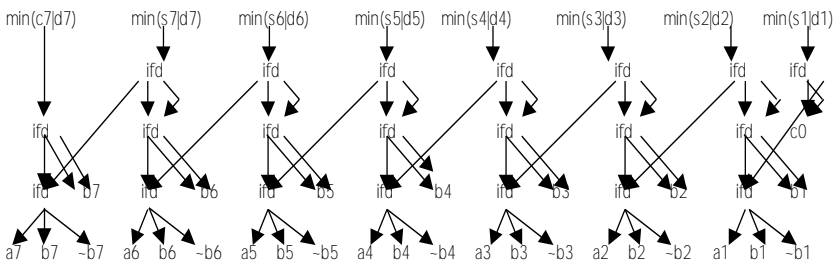 min(c7|d7) min(s7|d7) min(s6|d6) min(s5|d5) min(s4|d4) min(s3|d3) min(s2|d2) min(s1|d1)
ifd ifd ifd ifd ifd ifd ifd
ifd ifd ifd ifd ifd ifd ifd c0
ifd b7 ifd b6 ifd b5 ifd b4 ifd b3 ifd b2 ifd b1
a7 b7 ~b7 a6 b6 ~b6 a5 b5 ~b5 a4 b4 ~b4 a3 b3 ~b3 a2 b2 ~b2 a1 b1 ~b1